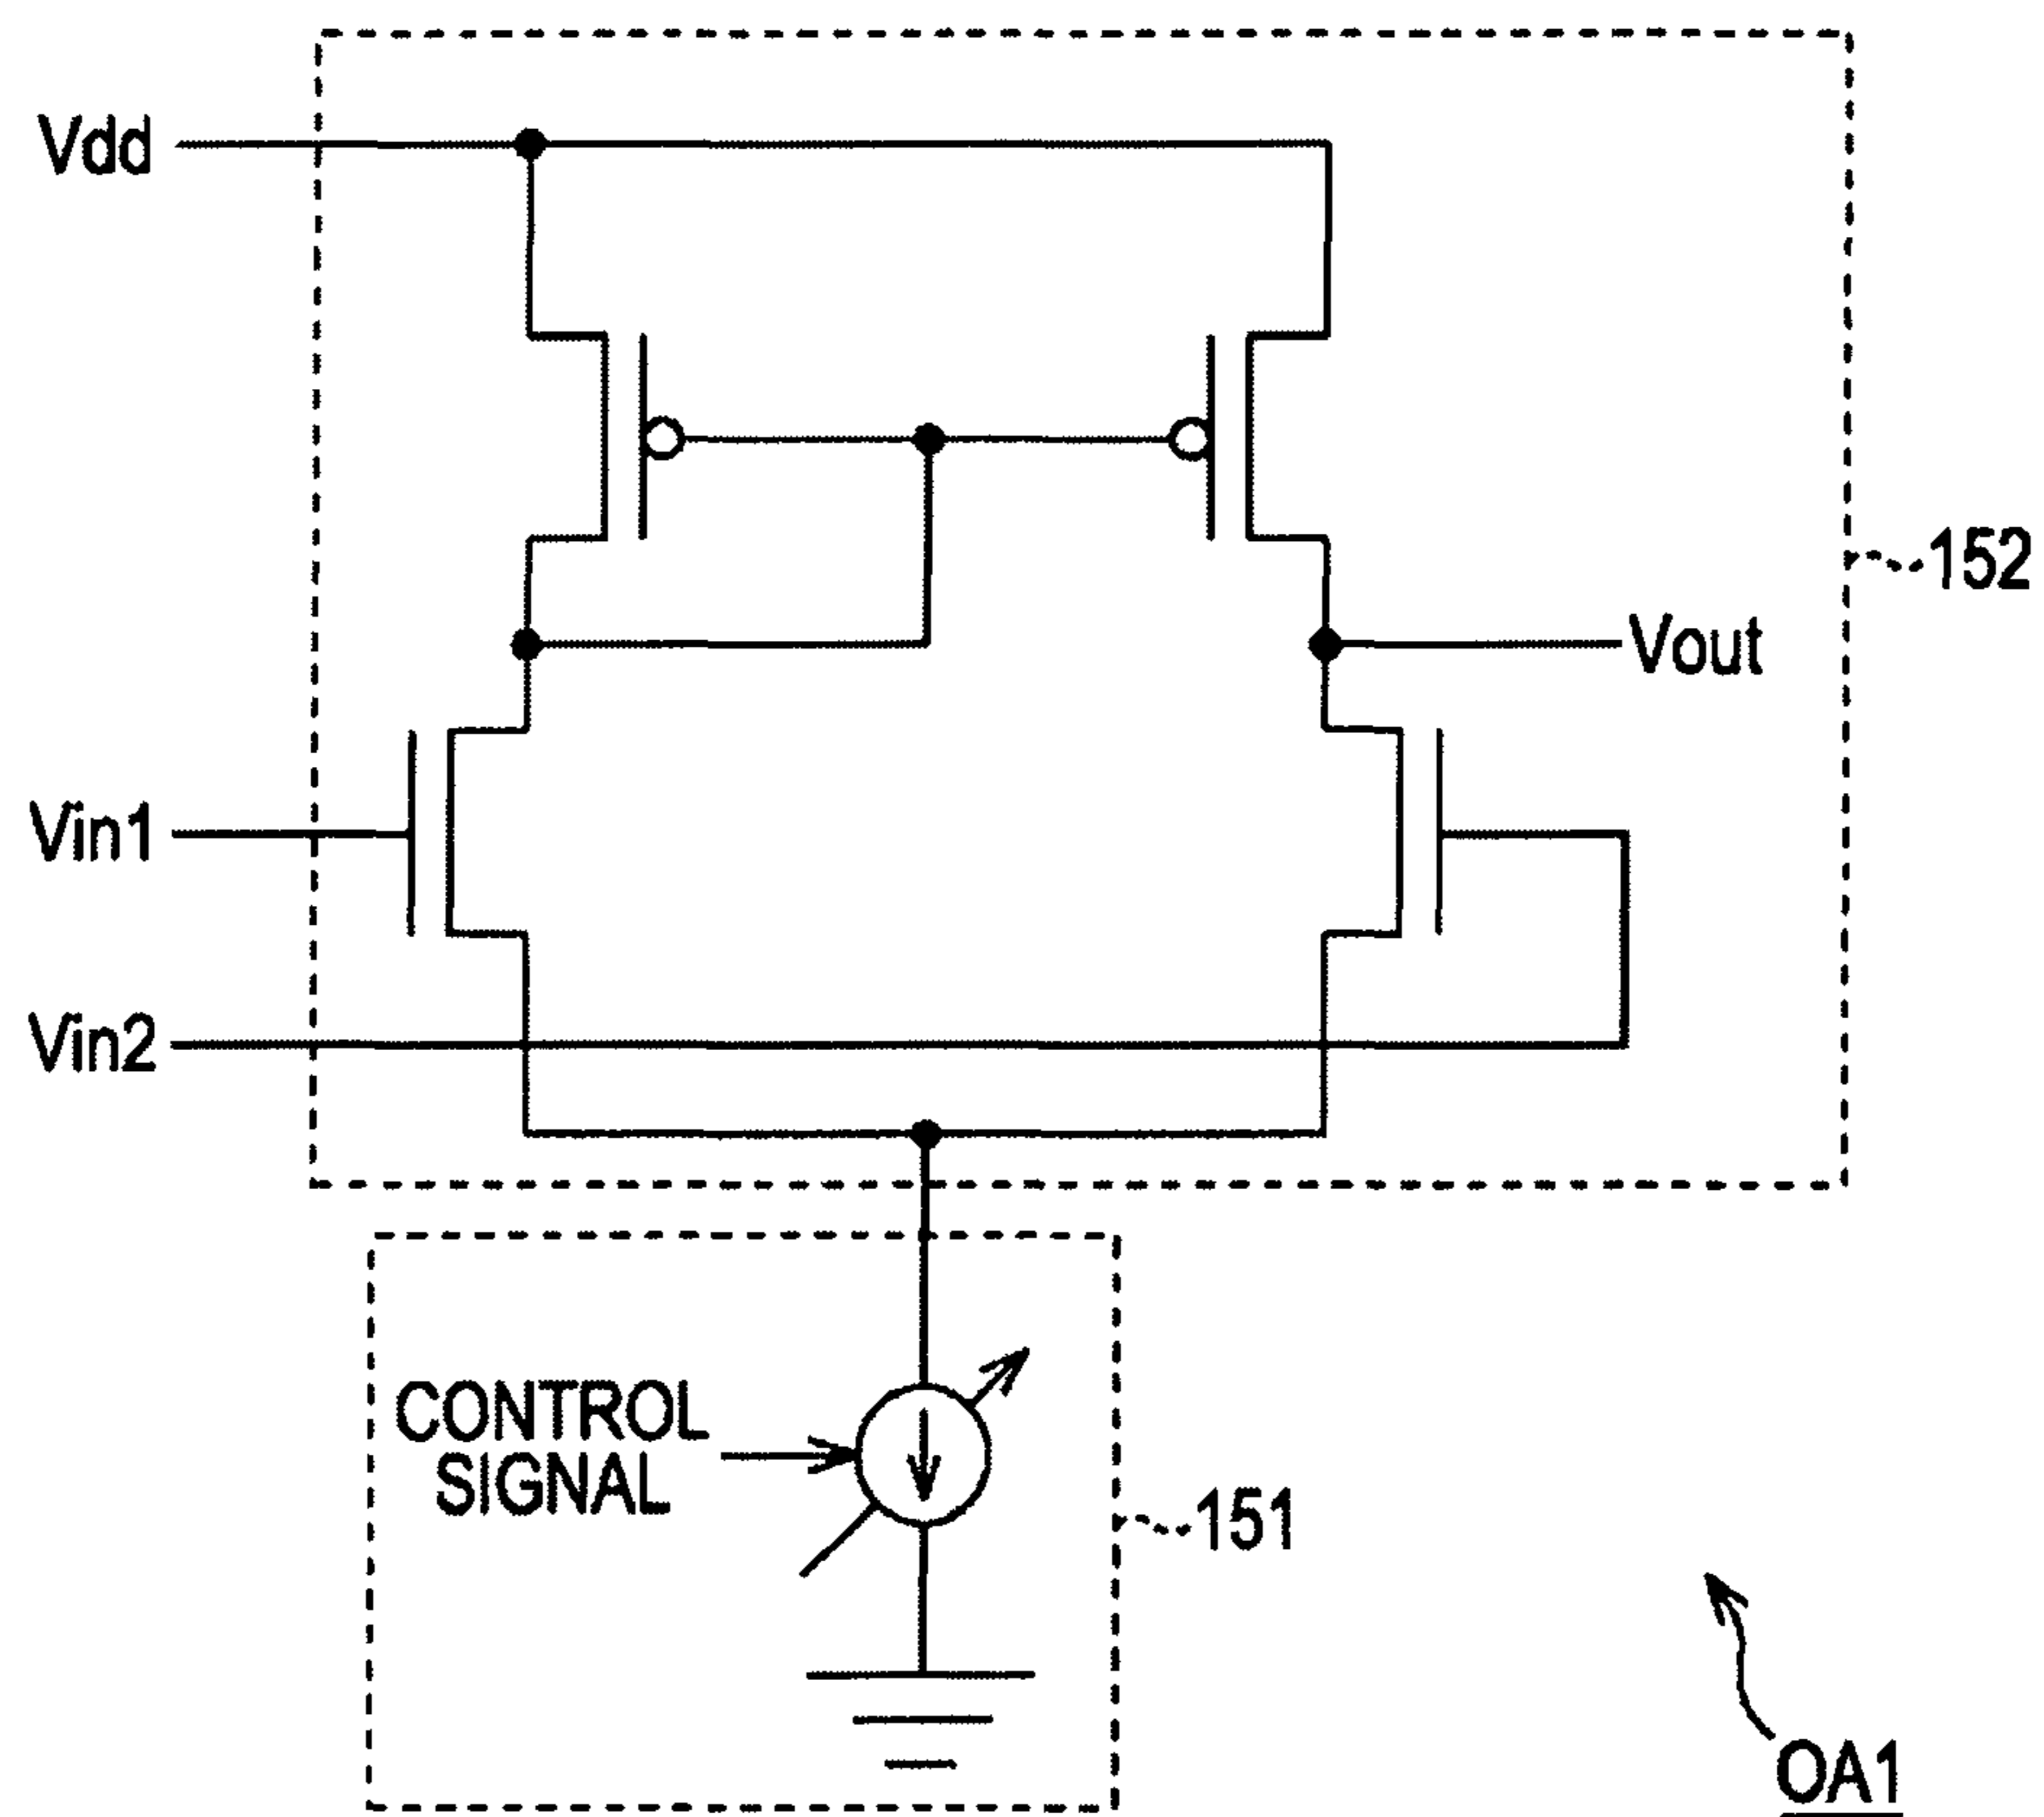 Vdd
152
Vout
Vin1
Vin2
CONTROL
SIGNAL
151
OA1